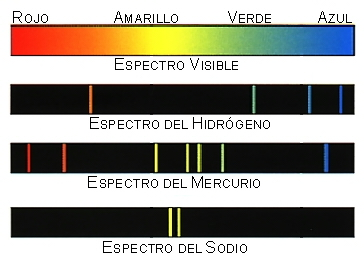 ROJO AMARILLO VERDE AZUL
ESPECTRO VISIBLE
ESPECTRO DEL HIDRÓGENO
ESPECTRO DEL MERCURIO
ESPECTRO DEL SODIO